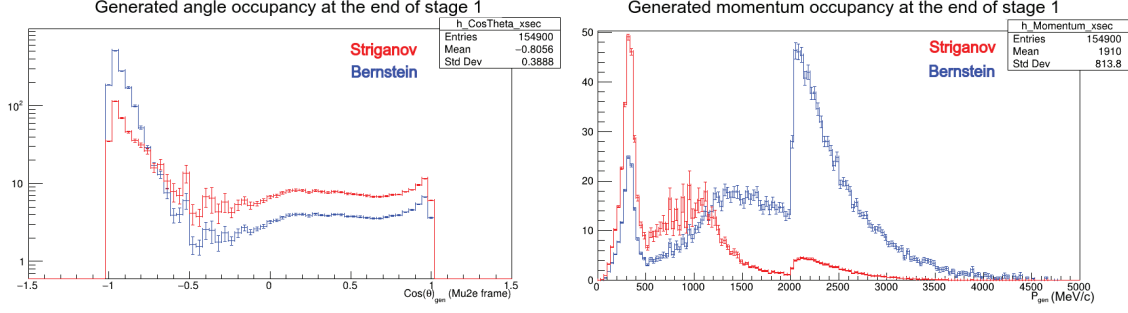 Generated angle occupancy at the end of stage 1
h_CosTheta_xsec
Entries 154900
Mean −0.8056
Std Dev 0.3888
Striganov
Bernstein
10²
10
1
−1.5 −1 −0.5 0 0.5 1 1.5
Cos(θ)gen (Mu2e frame)
Generated momentum occupancy at the end of stage 1
h_Momentum_xsec
Entries 154900
Mean 1910
Std Dev 813.8
Striganov
Bernstein
50
40
30
20
10
0
0 500 1000 1500 2000 2500 3000 3500 4000 4500 5000
Pgen (MeV/c)